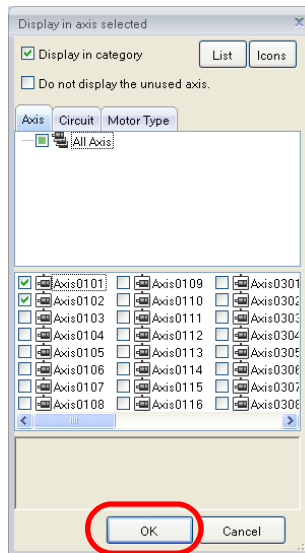 Display in axis selected
Display in category
List
Icons
Do not display the unused axis.
Axis Circuit Motor Type
All Axis
Axis0101 Axis0109 Axis0301
Axis0102 Axis0110 Axis0302
Axis0103 Axis0111 Axis0303
Axis0104 Axis0112 Axis0304
Axis0105 Axis0113 Axis0305
Axis0106 Axis0114 Axis0306
Axis0107 Axis0115 Axis0307
Axis0108 Axis0116 Axis0308
OK
Cancel